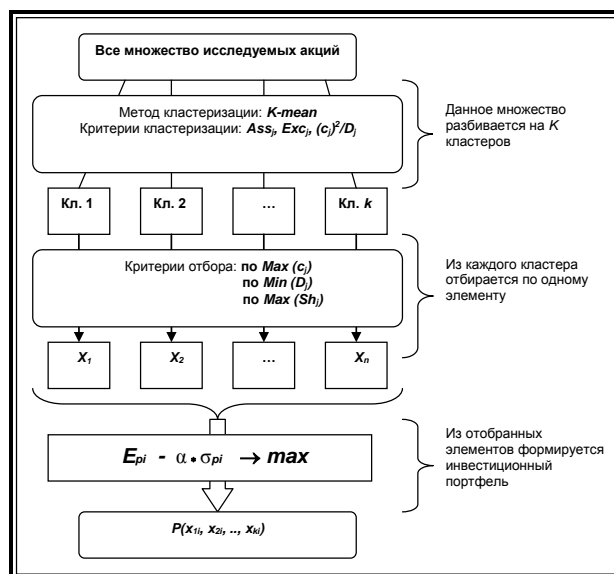 Все множество исследуемых акций
Метод кластеризации: K-mean
Критерии кластеризации: Assj, Excj, (cj)²/Dj
Данное множество
разбивается на K
кластеров
Кл. 1
Кл. 2
...
Кл. k
Критерии отбора: по Max (cj)
по Min (Dj)
по Max (Shj)
Из каждого кластера
отбирается по одному
элементу
X1
X2
...
Xn
Из отобранных
элементов формируется
инвестиционный
портфель
Epi - α • σpi → max
P(x1i, x2i, .., xki)